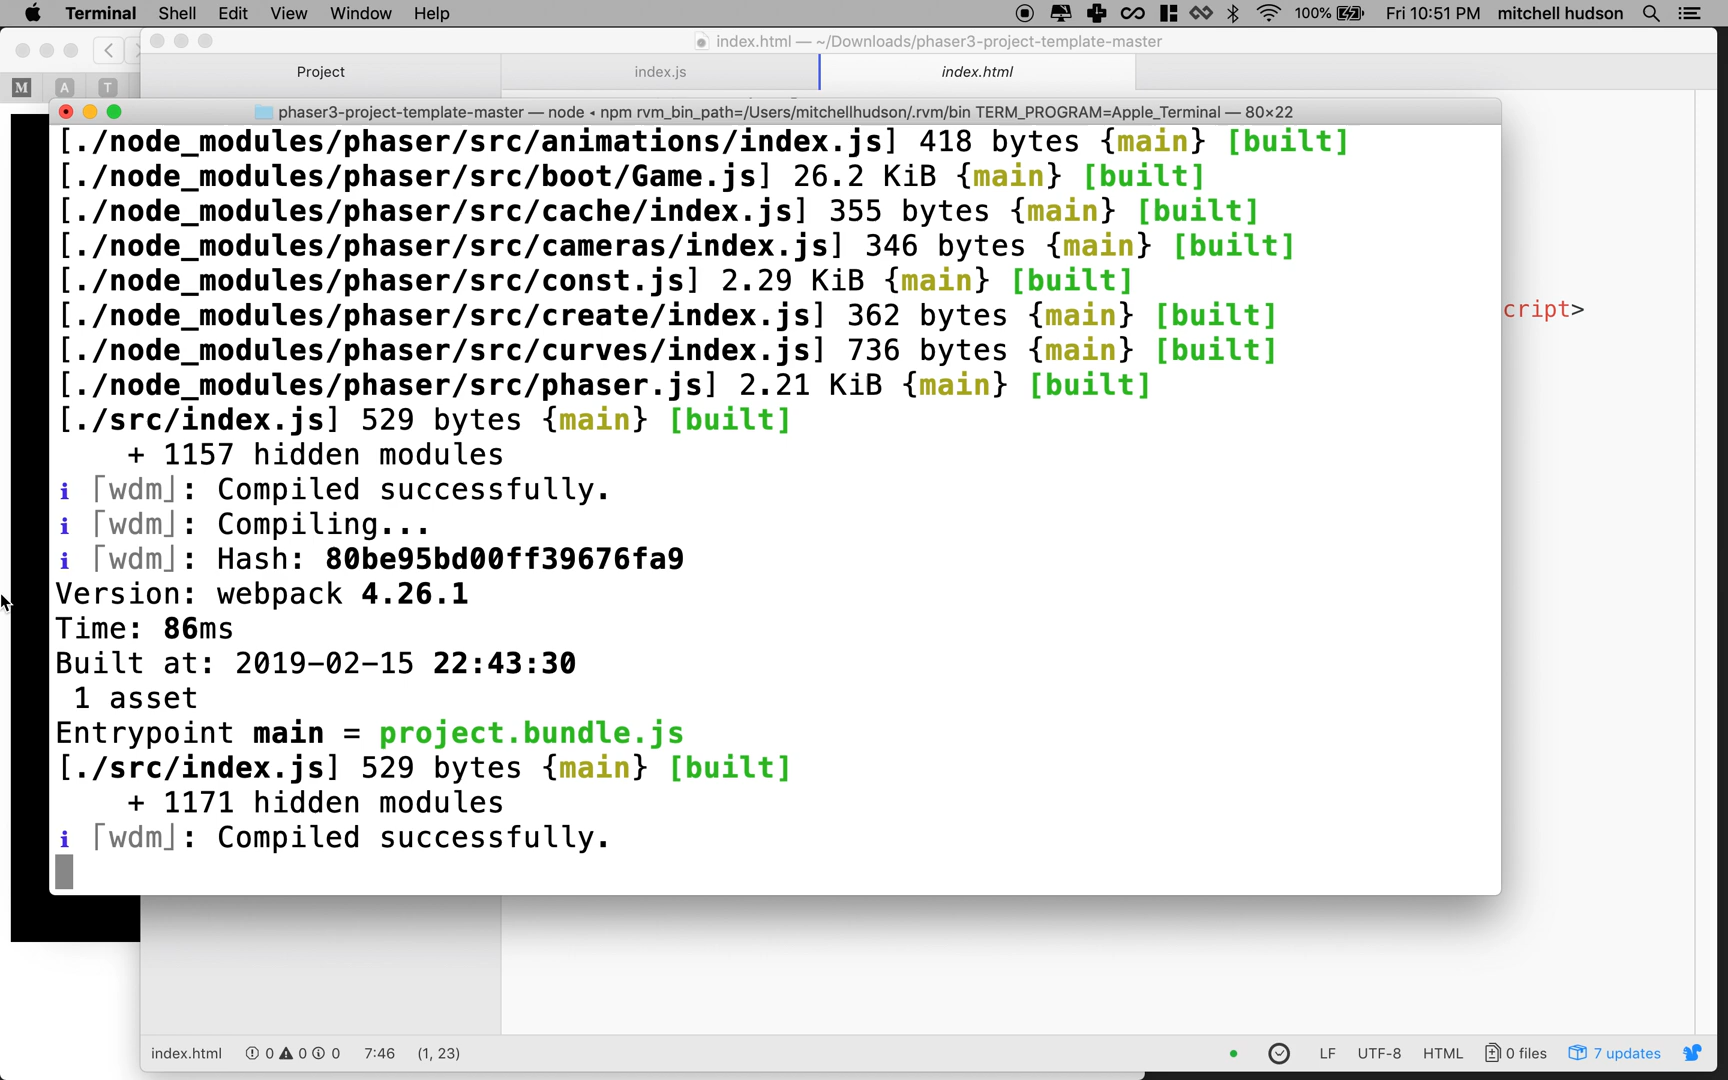 Terminal Shell Edit View Window Help 100% Fri 10:51 PM mitchell hudson
index.html — ~/Downloads/phaser3-project-template-master
Project index.js index.html
M A T
phaser3-project-template-master — node ◂ npm rvm_bin_path=/Users/mitchellhudson/.rvm/bin TERM_PROGRAM=Apple_Terminal — 80×22
[./node_modules/phaser/src/animations/index.js] 418 bytes {main} [built]
[./node_modules/phaser/src/boot/Game.js] 26.2 KiB {main} [built]
[./node_modules/phaser/src/cache/index.js] 355 bytes {main} [built]
[./node_modules/phaser/src/cameras/index.js] 346 bytes {main} [built]
[./node_modules/phaser/src/const.js] 2.29 KiB {main} [built]
[./node_modules/phaser/src/create/index.js] 362 bytes {main} [built]
cript>
[./node_modules/phaser/src/curves/index.js] 736 bytes {main} [built]
[./node_modules/phaser/src/phaser.js] 2.21 KiB {main} [built]
[./src/index.js] 529 bytes {main} [built]
+ 1157 hidden modules
ℹ ｢wdm｣: Compiled successfully.
ℹ ｢wdm｣: Compiling...
ℹ ｢wdm｣: Hash: 80be95bd00ff39676fa9
Version: webpack 4.26.1
Time: 86ms
Built at: 2019-02-15 22:43:30
1 asset
Entrypoint main = project.bundle.js
[./src/index.js] 529 bytes {main} [built]
+ 1171 hidden modules
ℹ ｢wdm｣: Compiled successfully.
index.html 0 0 0 7:46 (1, 23) LF UTF-8 HTML 0 files 7 updates